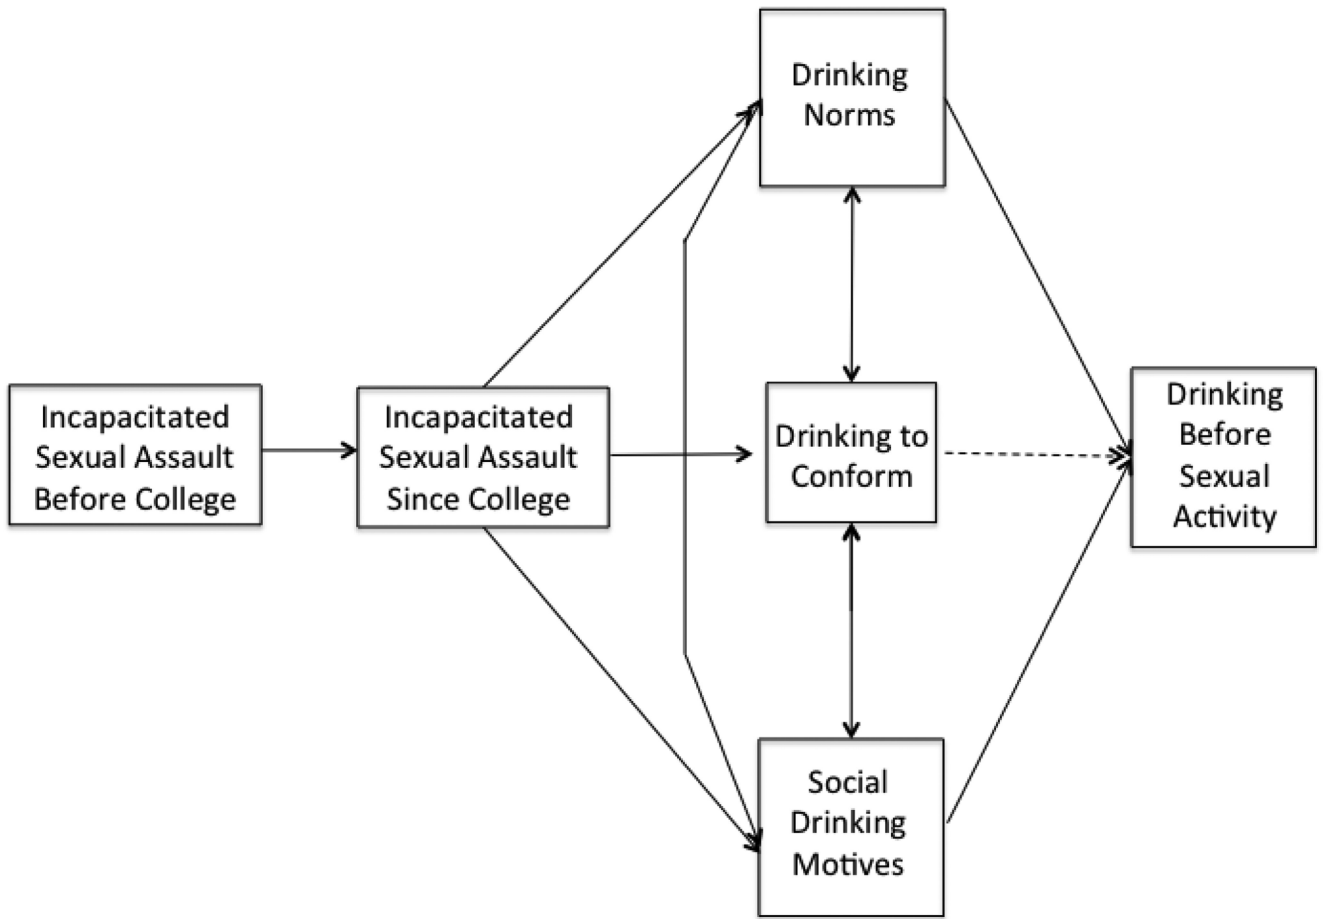 Drinking
Norms
Incapacitated
Sexual Assault
Before College
Incapacitated
Sexual Assault
Since College
Drinking to
Conform
Drinking
Before
Sexual
Activity
Social
Drinking
Motives